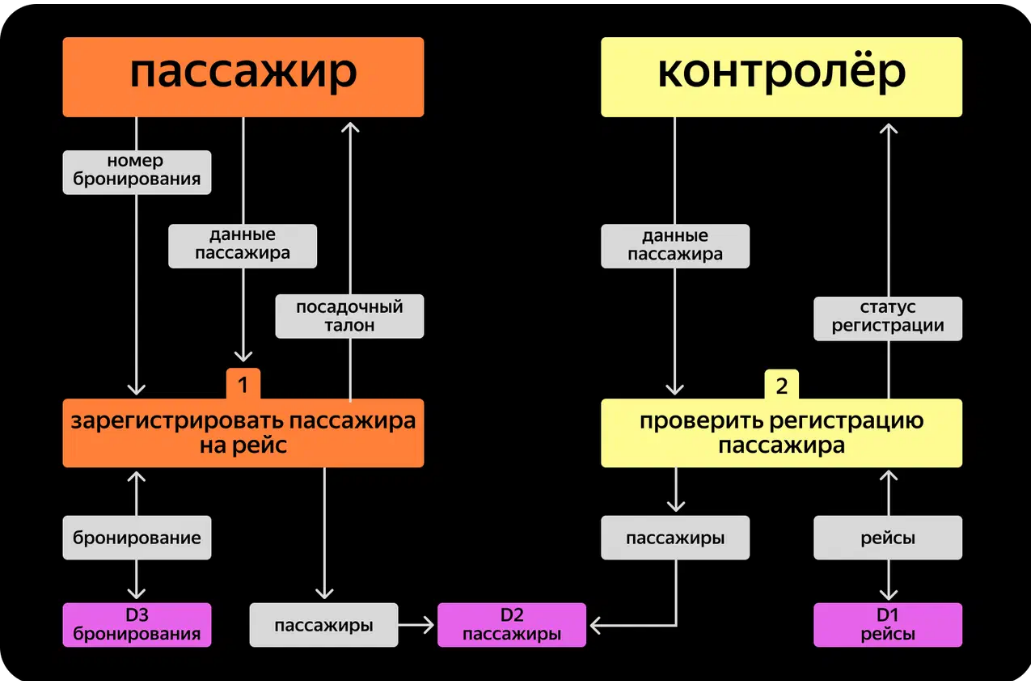 пассажир
контролёр
номер
бронирования
данные
пассажира
данные
пассажира
посадочный
талон
статус
регистрации
1
зарегистрировать пассажира
на рейс
2
проверить регистрацию
пассажира
бронирование
пассажиры
рейсы
D3
бронирования
пассажиры
D2
пассажиры
D1
рейсы